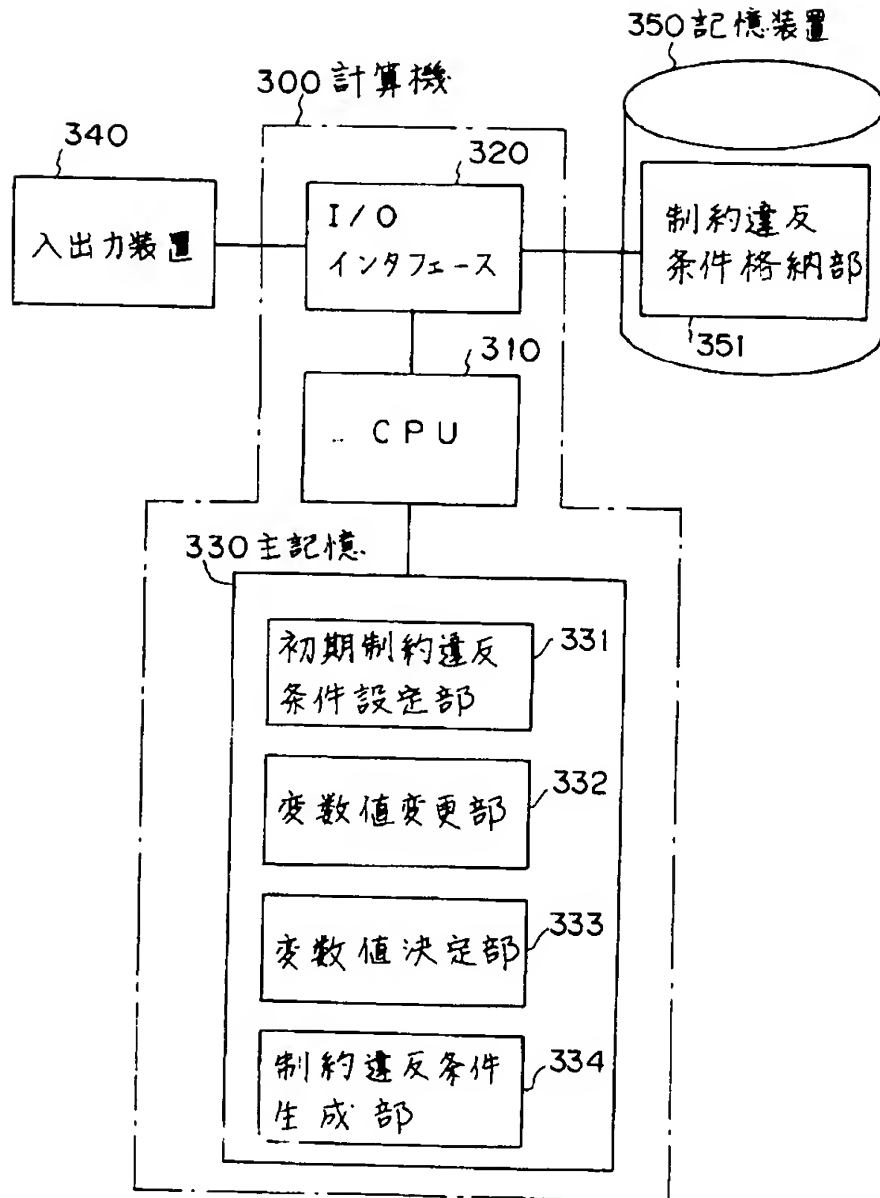 350記憶装置
300計算機
340
320
I/O
インタフェース
入出力装置
制約違反
条件格納部
351
310
CPU
330主記憶
初期制約違反
条件設定部
331
変数値変更部
332
変数値決定部
333
制約違反条件
生成部
334